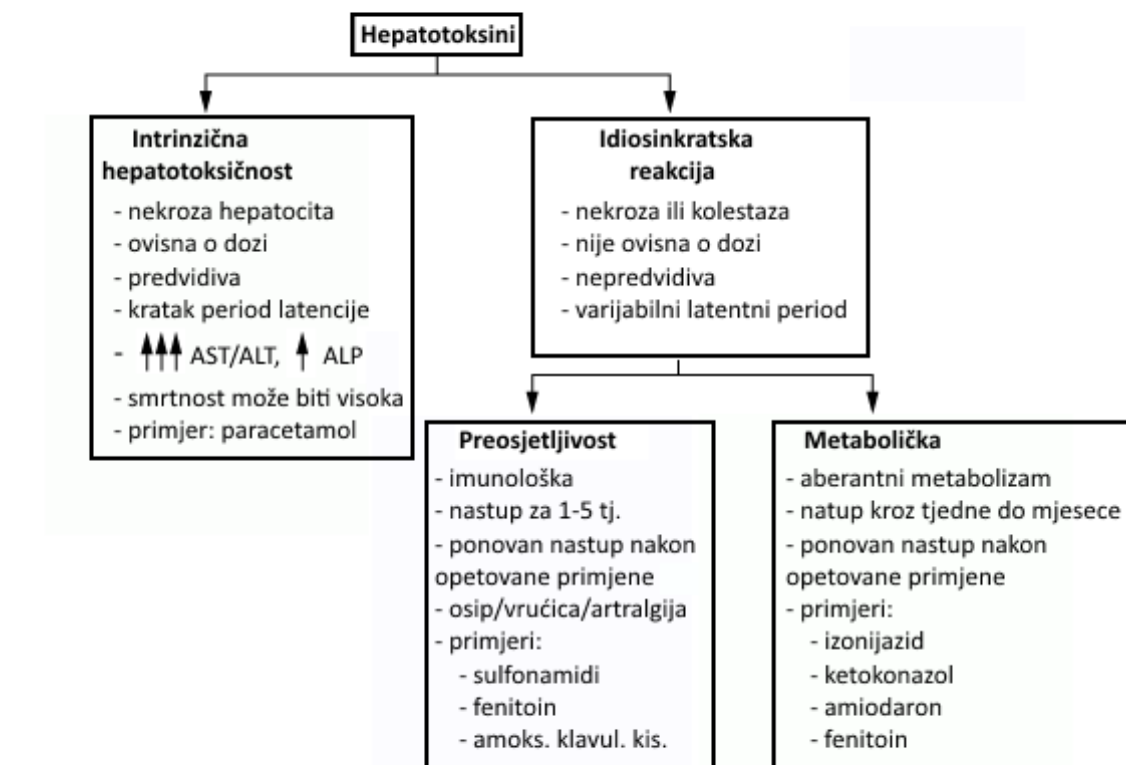 Hepatotoksini
Intrinzična
hepatotoksičnost
- nekroza hepatocita
- ovisna o dozi
- predvidiva
- kratak period latencije
- ↑↑↑ AST/ALT, ↑ ALP
- smrtnost može biti visoka
- primjer: paracetamol
Idiosinkratska
reakcija
- nekroza ili kolestaza
- nije ovisna o dozi
- nepredvidiva
- varijabilni latentni period
Preosjetljivost
- imunološka
- nastup za 1-5 tj.
- ponovan nastup nakon
opetovane primjene
- osip/vrućica/artralgija
- primjeri:
- sulfonamidi
- fenitoin
- amoks. klavul. kis.
Metabolička
- aberantni metabolizam
- natup kroz tjedne do mjesece
- ponovan nastup nakon
opetovane primjene
- primjeri:
- izonijazid
- ketokonazol
- amiodaron
- fenitoin